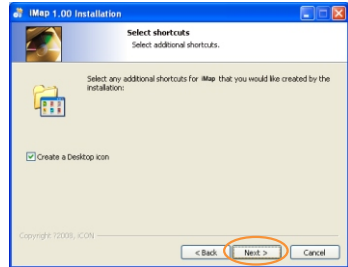 iMap 1.00 Installation
Select shortcuts
Select additional shortcuts.
Select any additional shortcuts for iMap that you would like created by the
installation:
Create a Desktop icon
Copyright ?2008, iCON
< Back
Next >
Cancel